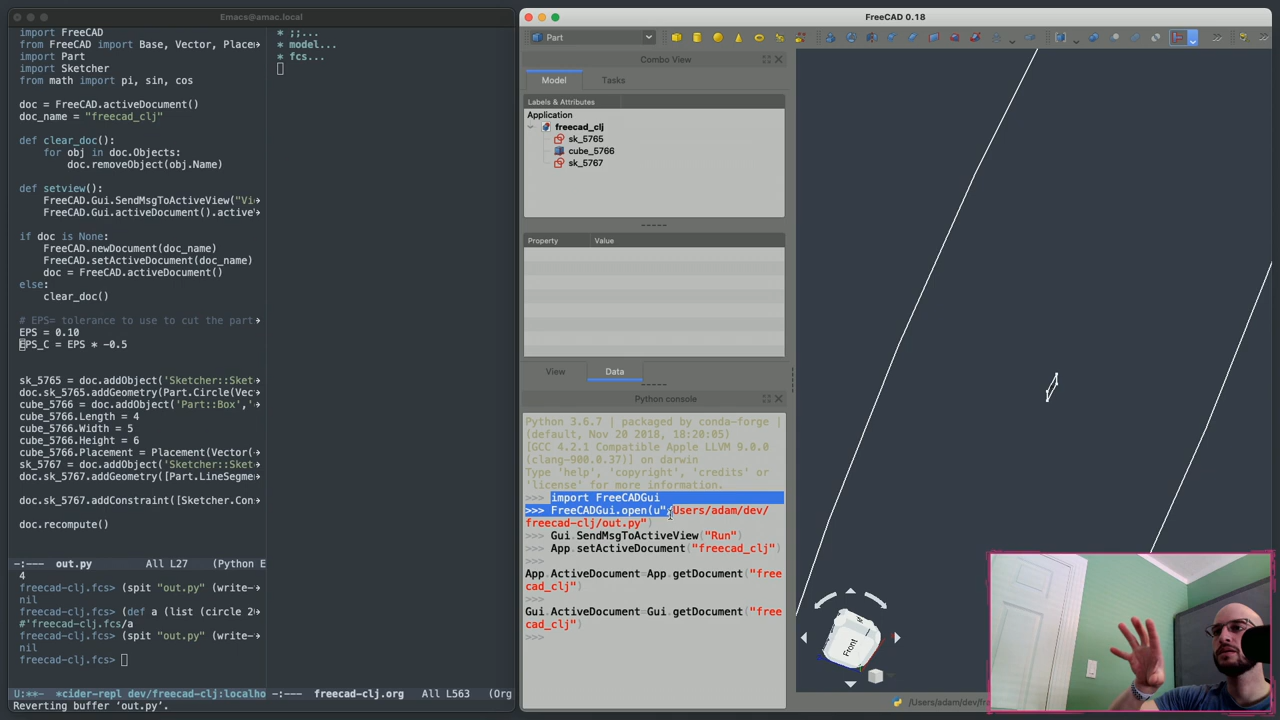 Emacs@amac.local
import FreeCAD
from FreeCAD import Base, Vector, Placem
import Part
import Sketcher
from math import pi, sin, cos
doc = FreeCAD.activeDocument()
doc_name = "freecad_clj"
def clear_doc():
for obj in doc.Objects:
doc.removeObject(obj.Name)
def setview():
FreeCAD.Gui.SendMsgToActiveView("Vi
FreeCAD.Gui.activeDocument().activ
if doc is None:
FreeCAD.newDocument(doc_name)
FreeCAD.setActiveDocument(doc_name)
doc = FreeCAD.activeDocument()
else:
clear_doc()
# EPS= tolerance to use to cut the part
EPS = 0.10
EPS_C = EPS * -0.5
sk_5765 = doc.addObject('Sketcher::Sket
doc.sk_5765.addGeometry(Part.Circle(Vec
cube_5766 = doc.addObject('Part::Box','
cube_5766.Length = 4
cube_5766.Width = 5
cube_5766.Height = 6
cube_5766.Placement = Placement(Vector(
sk_5767 = doc.addObject('Sketcher::Sket
doc.sk_5767.addGeometry([Part.LineSegme
doc.sk_5767.addConstraint([Sketcher.Con
doc.recompute()
-:--- out.py All L27 (Python E
4
freecad-clj.fcs> (spit "out.py" (write-
nil
freecad-clj.fcs> (def a (list (circle 2
#'freecad-clj.fcs/a
freecad-clj.fcs> (spit "out.py" (write-
nil
freecad-clj.fcs>
U:**- *cider-repl dev/freecad-clj:localho
* ;;...
* model...
* fcs...
-:--- freecad-clj.org All L563 (Org
Reverting buffer ‘out.py’.
FreeCAD 0.18
Part
Combo View
Model
Tasks
Labels & Attributes
Application
freecad_clj
sk_5765
cube_5766
sk_5767
Property
Value
View
Data
Python console
Python 3.6.7 | packaged by conda-forge |
(default, Nov 20 2018, 18:20:05)
[GCC 4.2.1 Compatible Apple LLVM 9.0.0
(clang-900.0.37)] on darwin
Type 'help', 'copyright', 'credits' or
'license' for more information.
>>> import FreeCADGui
>>> FreeCADGui.open(u"/Users/adam/dev/
freecad-clj/out.py")
>>> Gui.SendMsgToActiveView("Run")
>>> App.setActiveDocument("freecad_clj")
>>>
App.ActiveDocument=App.getDocument("free
cad_clj")
>>>
Gui.ActiveDocument=Gui.getDocument("free
cad_clj")
>>>
Front
/Users/adam/dev/fre